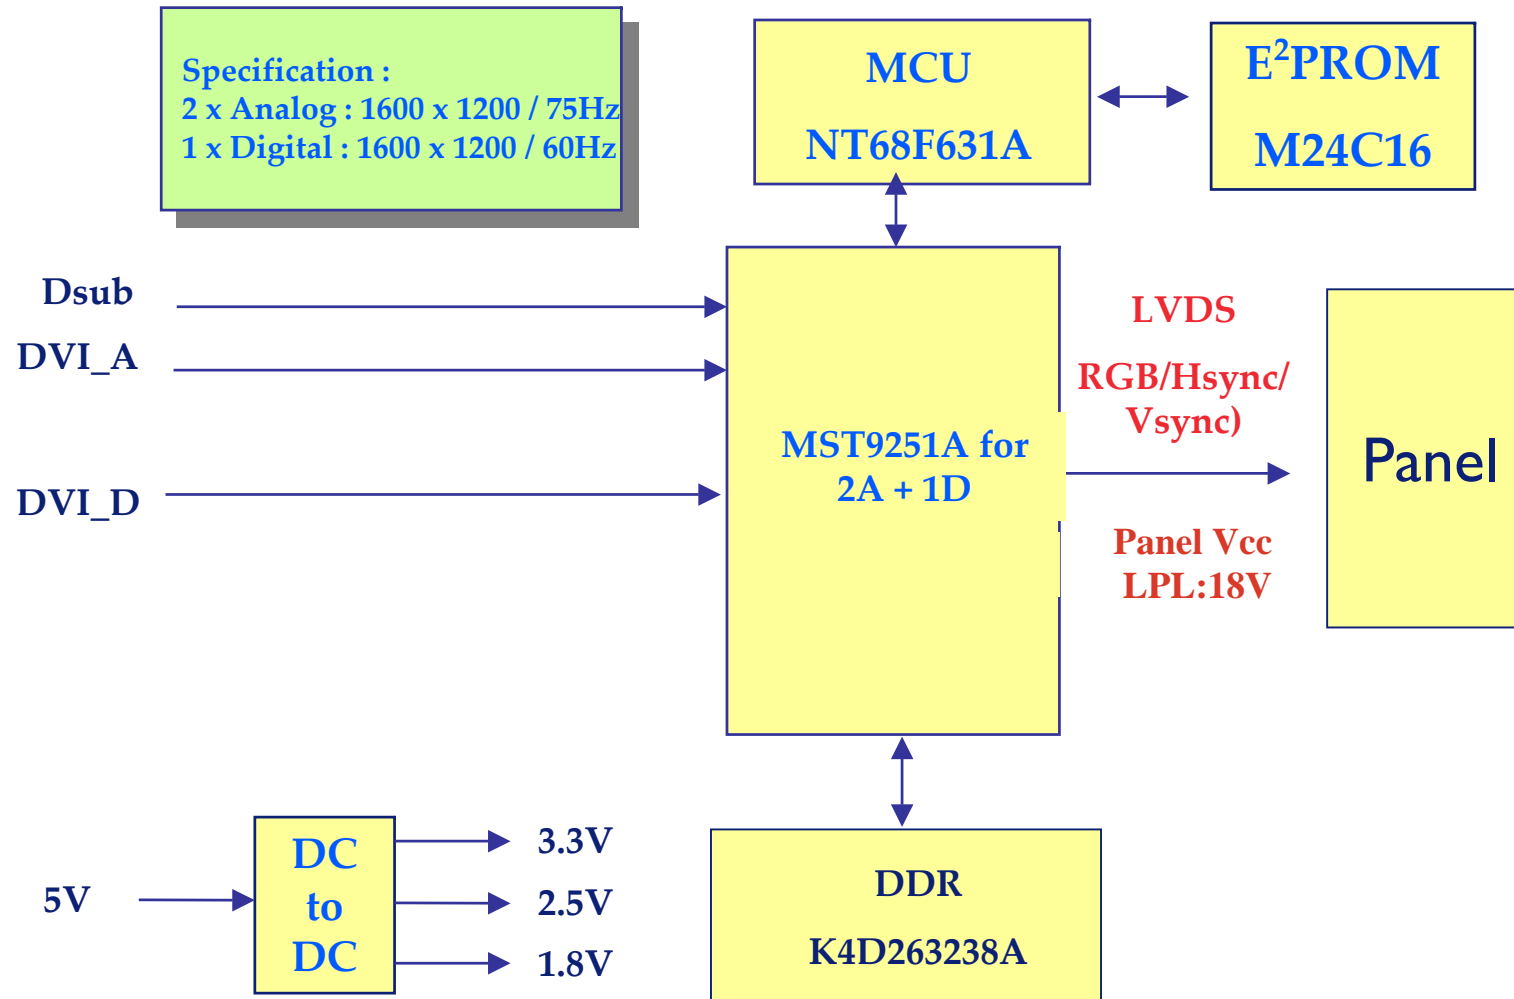 Specification :
2 x Analog : 1600 x 1200 / 75Hz
1 x Digital : 1600 x 1200 / 60Hz
MCU
NT68F631A
E²PROM
M24C16
Dsub
DVI_A
DVI_D
MST9251A for
2A + 1D
LVDS
RGB/Hsync/
Vsync)
Panel Vcc
LPL:18V
Panel
5V
DC
to
DC
3.3V
2.5V
1.8V
DDR
K4D263238A